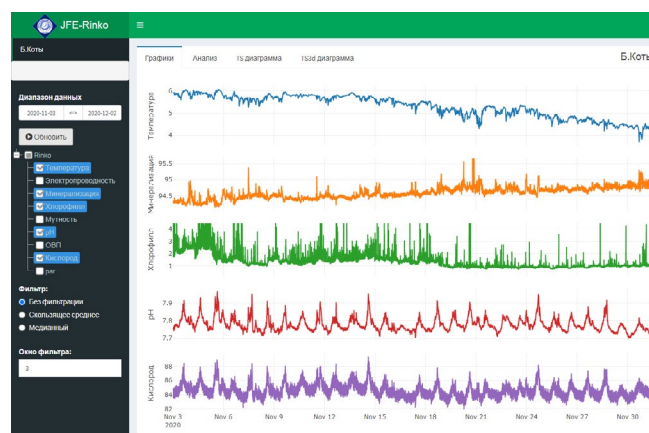 JFE-Rinko
Б.Коты
Диапазон данных
2020-11-03 <=> 2020-12-02
Обновить
Rinko
Температура
Электропроводность
Минерализация
Хлорофилл
Мутность
pH
ОВП
Кислород
par
Фильтр:
Без фильтрации
Скользящее среднее
Медианный
Окно фильтра:
3
Графики Анализ TS диаграмма TS3d диаграмма
Б.Коты
Температура
6
5
4
Минерализация
95.5
95
94.5
Хлорофилл
4
3
2
1
pH
7.9
7.8
7.7
Кислород
88
86
84
82
Nov 3 Nov 6 Nov 9 Nov 12 Nov 15 Nov 18 Nov 21 Nov 24 Nov 27 Nov 30
2020